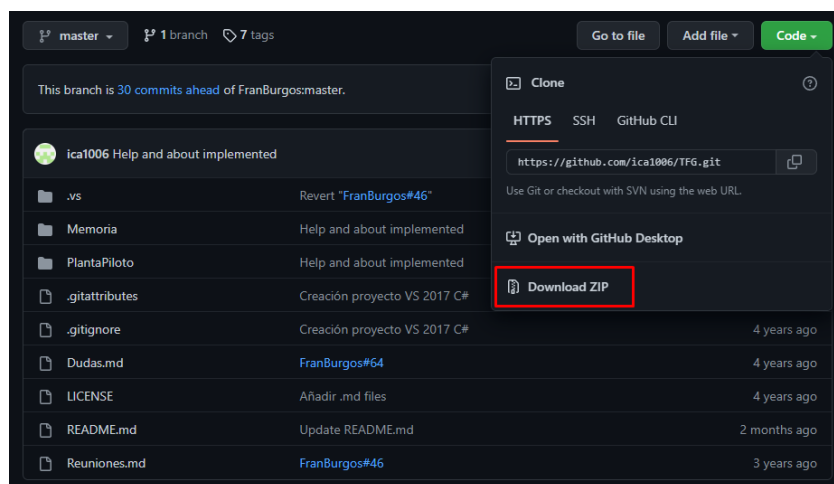 master 1 branch 7 tags Go to file Add file Code
This branch is 30 commits ahead of FranBurgos:master.
Clone
HTTPS SSH GitHub CLI
https://github.com/ica1006/TFG.git
Use Git or checkout with SVN using the web URL.
Open with GitHub Desktop
Download ZIP
ica1006 Help and about implemented
.vs Revert "FranBurgos#46"
Memoria Help and about implemented
PlantaPiloto Help and about implemented
.gitattributes Creación proyecto VS 2017 C#
.gitignore Creación proyecto VS 2017 C# 4 years ago
Dudas.md FranBurgos#64 4 years ago
LICENSE Añadir .md files 4 years ago
README.md Update README.md 2 months ago
Reuniones.md FranBurgos#46 3 years ago